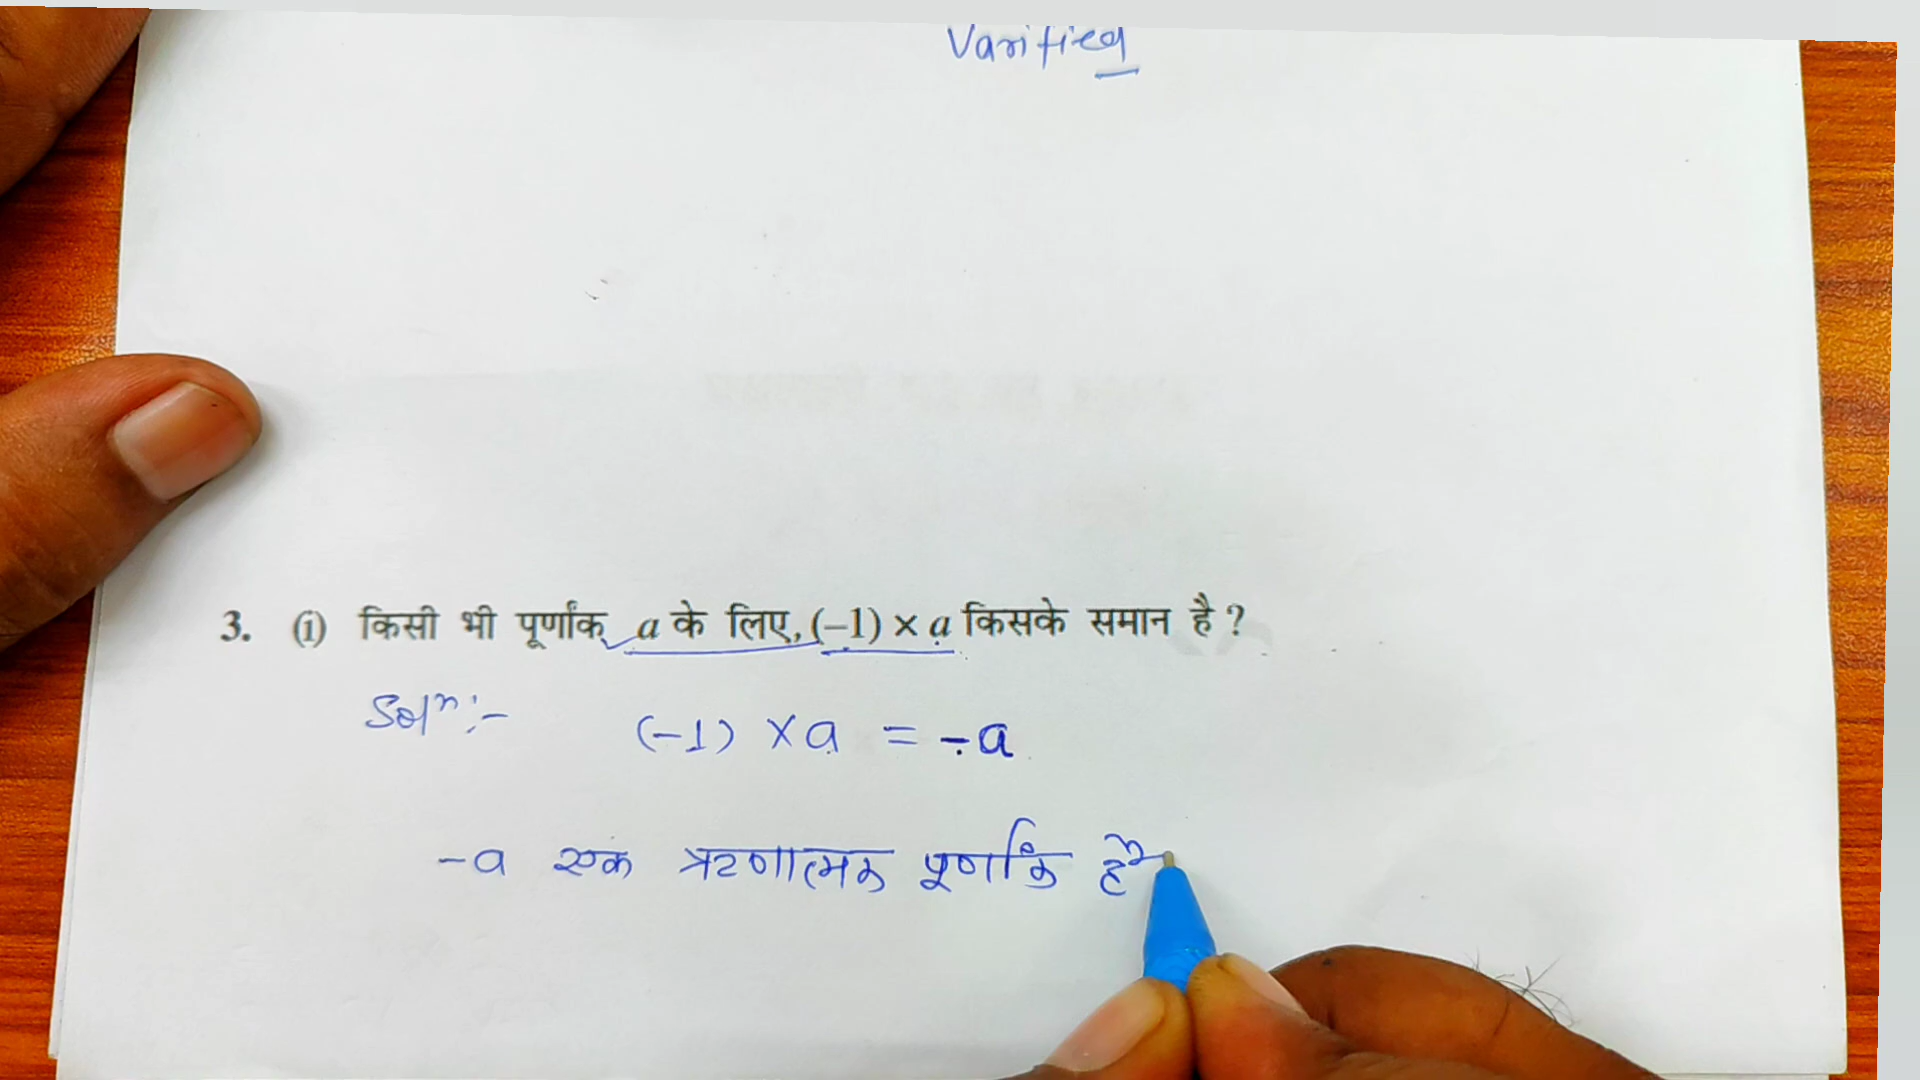 Varified
3. (i) किसी भी पूर्णांक a के लिए, (–1) × a किसके समान है ?
Solⁿ:- (-1) × a = -a
-a एक ऋणात्मक पूर्णांक है